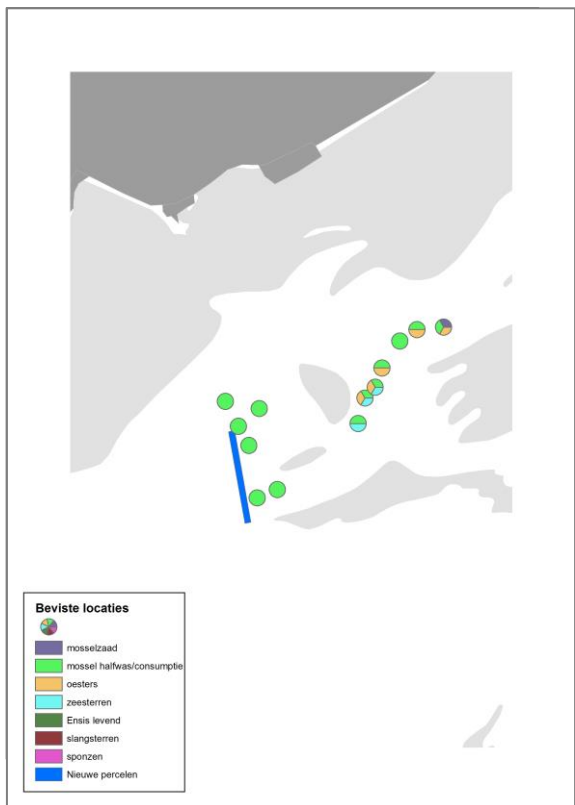 Beviste locaties
mosselzaad
mossel halfwas/consumptie
oesters
zeesterren
Ensis levend
slangsterren
sponzen
Nieuwe percelen